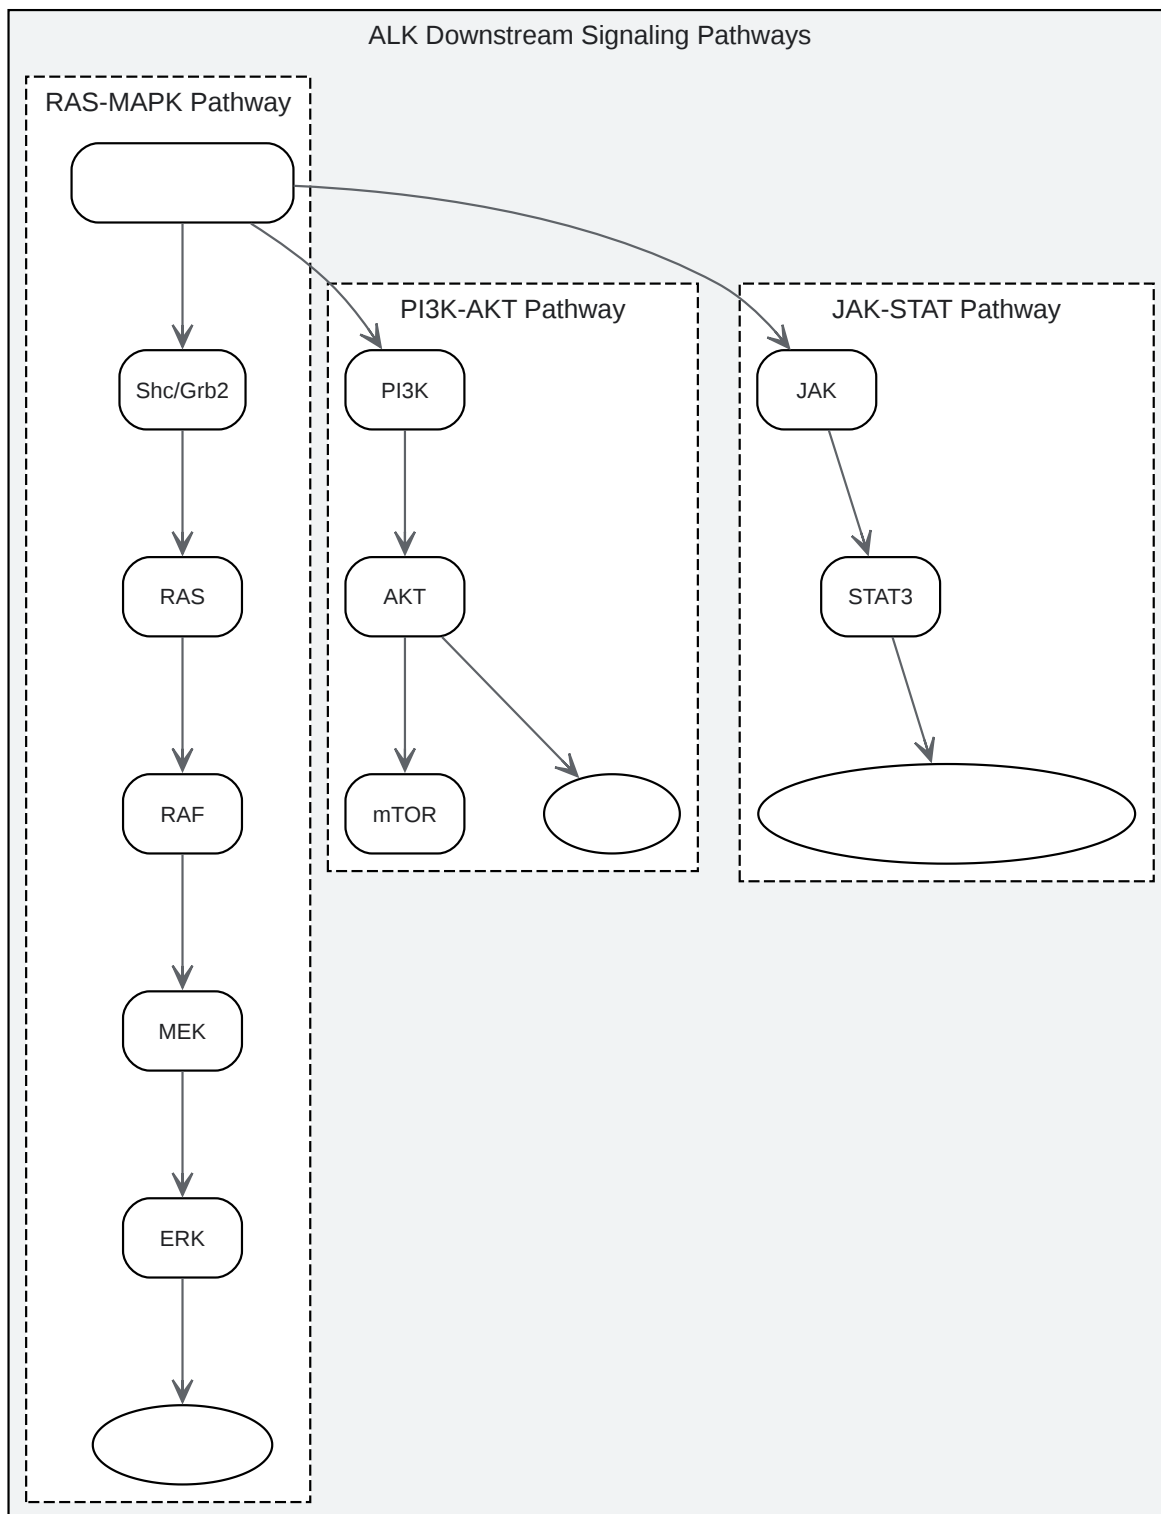 ALK Downstream Signaling Pathways
RAS-MAPK Pathway
Shc/Grb2
RAS
RAF
MEK
ERK
PI3K-AKT Pathway
PI3K
AKT
mTOR
JAK-STAT Pathway
JAK
STAT3